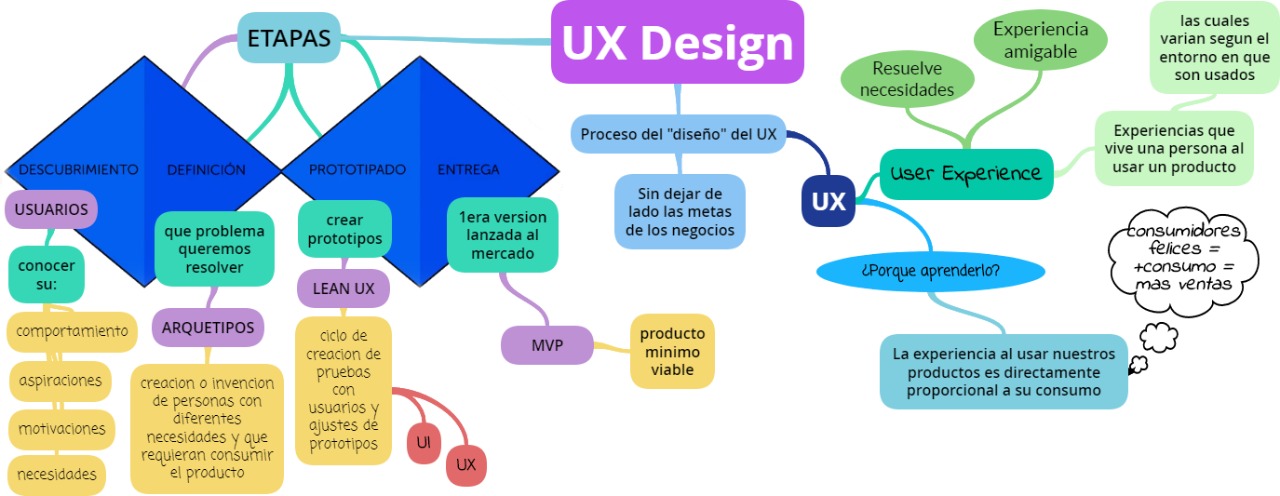 UX Design
ETAPAS
DESCUBRIMIENTO
DEFINICIÓN
PROTOTIPADO
ENTREGA
USUARIOS
conocer
su:
comportamiento
aspiraciones
motivaciones
necesidades
que problema
queremos
resolver
ARQUETIPOS
creacion o invencion
de personas con
diferentes
necesidades y que
requieran consumir
el producto
crear
prototipos
LEAN UX
ciclo de
creacion de
pruebas
con
usuarios y
ajustes de
prototipos
UI
UX
1era version
lanzada al
mercado
MVP
producto
minimo
viable
Proceso del "diseño" del UX
Sin dejar de
lado las metas
de los negocios
UX
User Experience
Resuelve
necesidades
Experiencia
amigable
Experiencias que
vive una persona al
usar un producto
las cuales
varian segun el
entorno en que
son usados
¿Porque aprenderlo?
La experiencia al usar nuestros
productos es directamente
proporcional a su consumo
consumidores
felices =
+consumo =
mas ventas